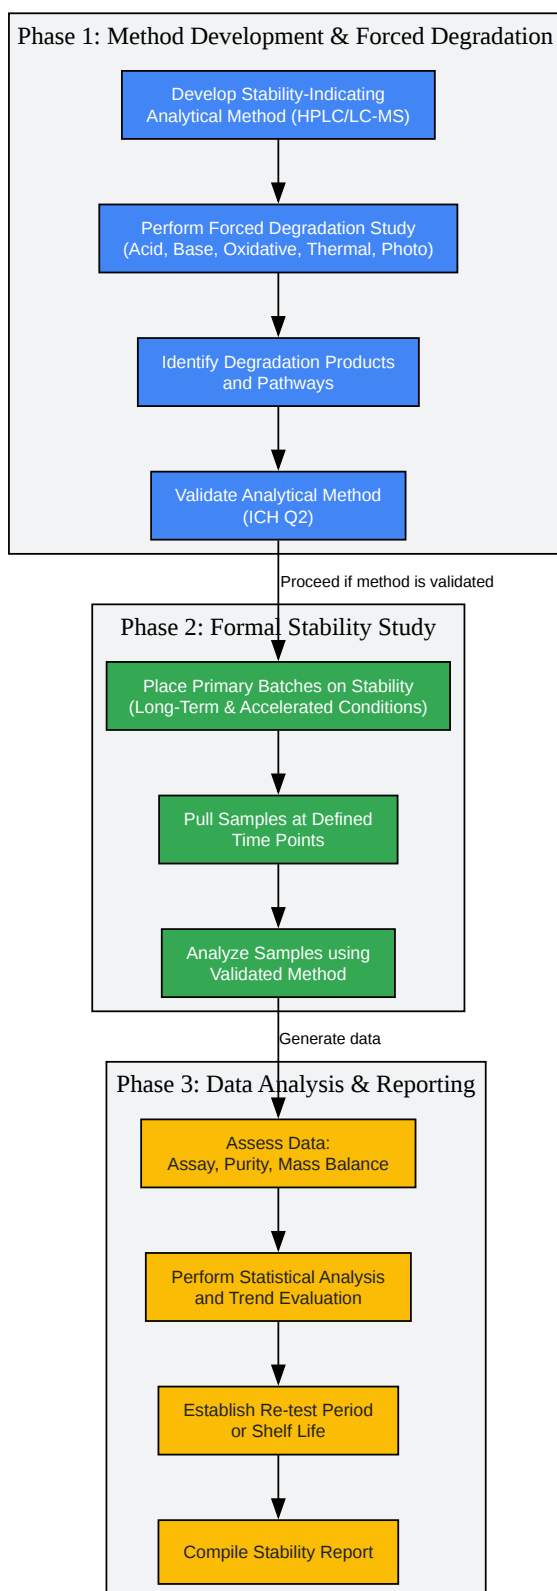 Phase 1: Method Development & Forced Degradation
Develop Stability-Indicating
Analytical Method (HPLC/LC-MS)
Perform Forced Degradation Study
(Acid, Base, Oxidative, Thermal, Photo)
Identify Degradation Products
and Pathways
Validate Analytical Method
(ICH Q2)
Proceed if method is validated
Phase 2: Formal Stability Study
Place Primary Batches on Stability
(Long-Term & Accelerated Conditions)
Pull Samples at Defined
Time Points
Analyze Samples using
Validated Method
Generate data
Phase 3: Data Analysis & Reporting
Assess Data:
Assay, Purity, Mass Balance
Perform Statistical Analysis
and Trend Evaluation
Establish Re-test Period
or Shelf Life
Compile Stability Report